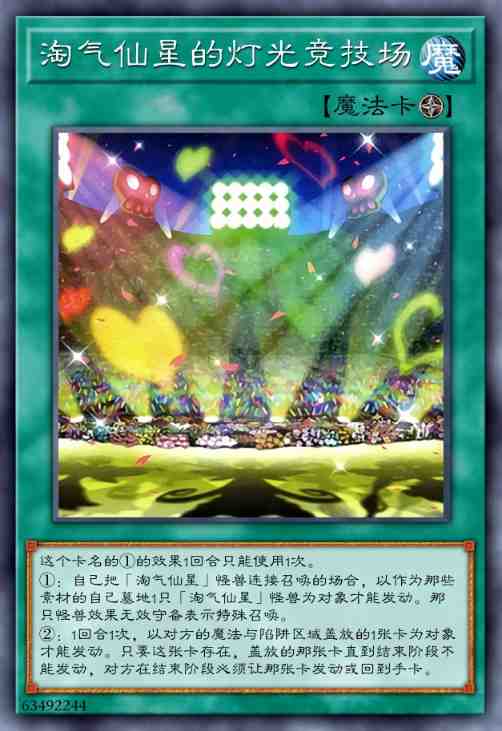 淘气仙星的灯光竞技场 魔
【魔法卡】
这个卡名的①的效果1回合只能使用1次。
①：自己把「淘气仙星」怪兽连接召唤的场合，以作为那些
素材的自己墓地1只「淘气仙星」怪兽为对象才能发动。那
只怪兽效果无效守备表示特殊召唤。
②：1回合1次，以对方的魔法与陷阱区域盖放的1张卡为对象
才能发动。只要这张卡存在，盖放的那张卡直到结束阶段不
能发动，对方在结束阶段必须让那张卡发动或回到手卡。
63492244